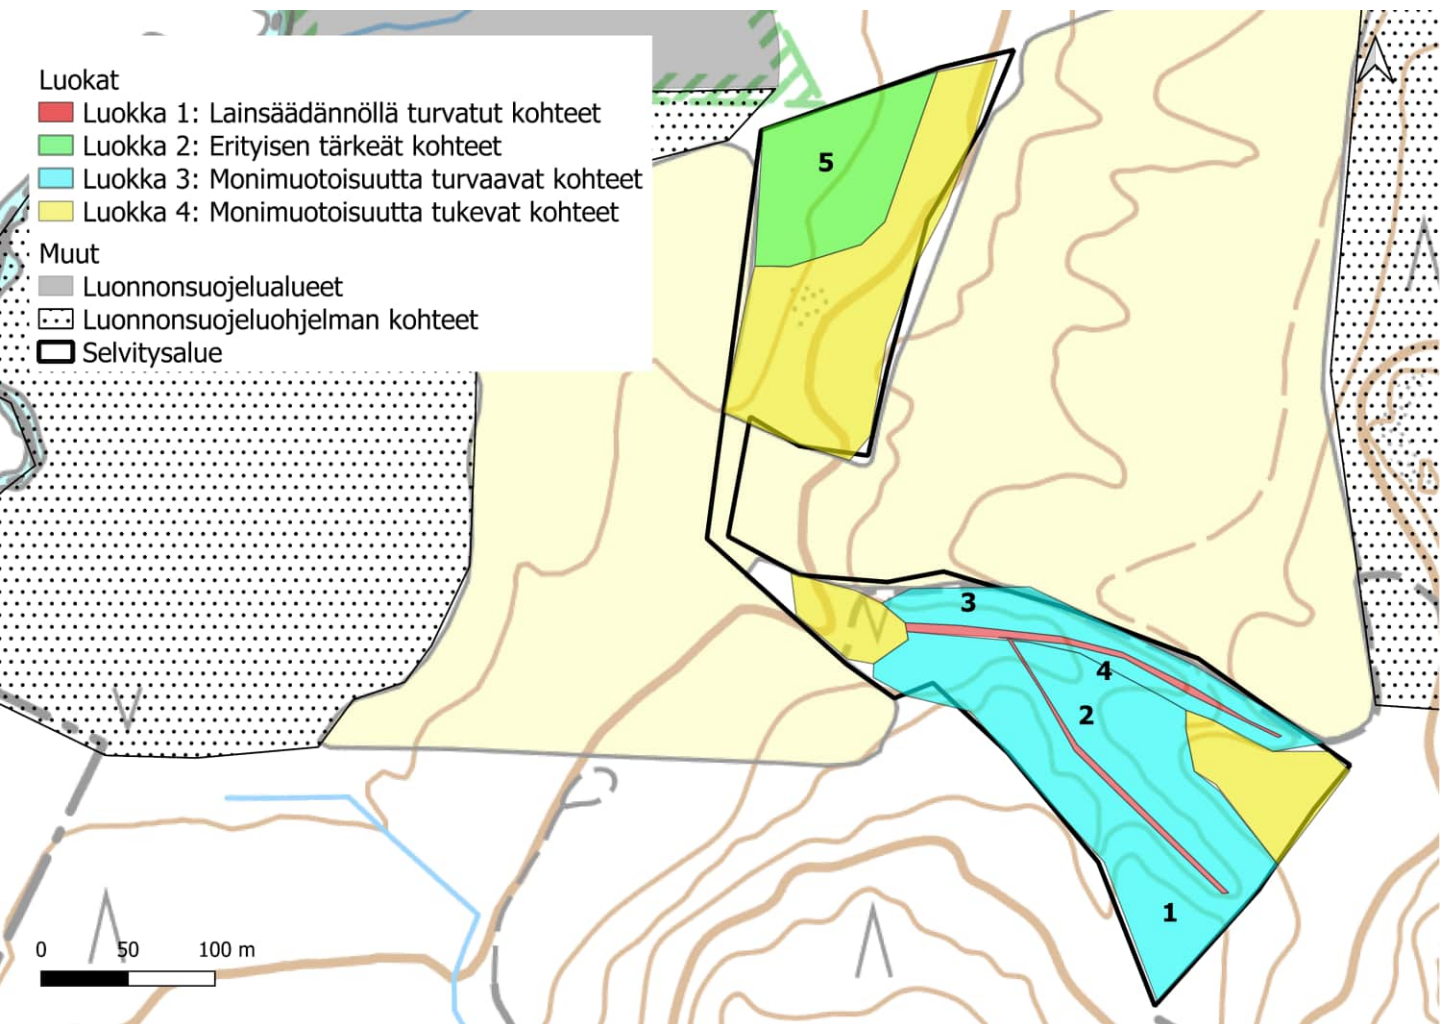 Luokat
Luokka 1: Lainsäädännöllä turvatut kohteet
Luokka 2: Erityisen tärkeät kohteet
Luokka 3: Monimuotoisuutta turvaavat kohteet
Luokka 4: Monimuotoisuutta tukevat kohteet
Muut
Luonnonsuojelualueet
Luonnonsuojeluohjelman kohteet
Selvitysalue
5
3
4
2
1
0 50 100 m